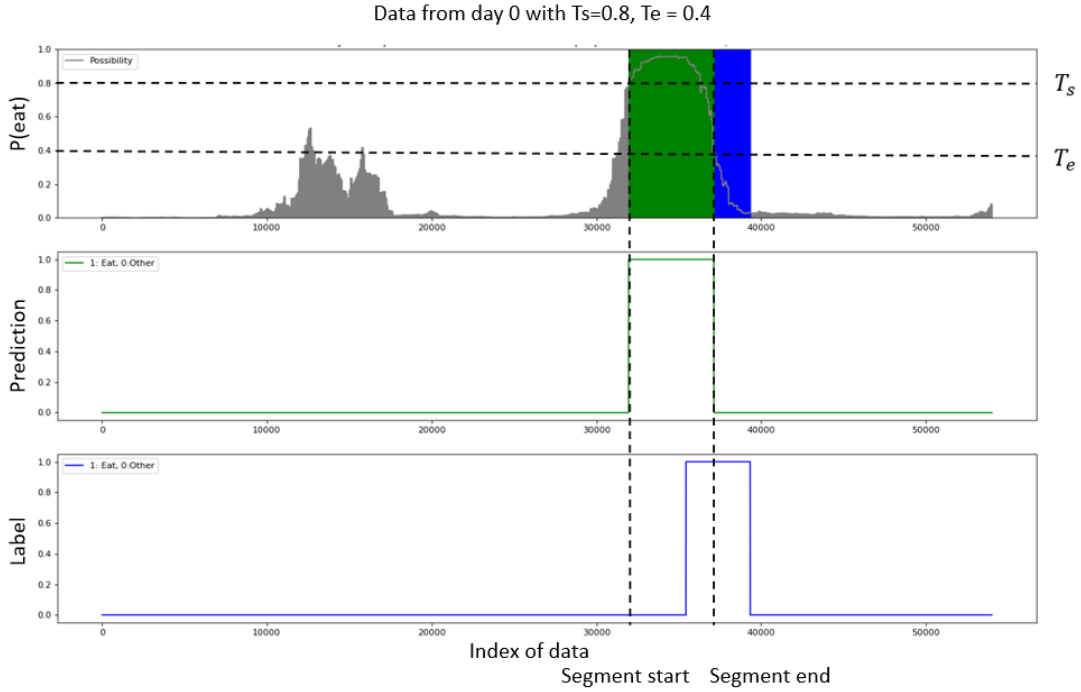 Data from day 0 with Ts=0.8, Te = 0.4
1.0
0.8
0.6
0.4
0.2
0.0
P(eat)
Possibility
Ts
Te
0 10000 20000 30000 40000 50000
1.0
0.8
0.6
0.4
0.2
0.0
Prediction
1: Eat, 0:Other
0 10000 20000 30000 40000 50000
1.0
0.8
0.6
0.4
0.2
0.0
Label
1: Eat, 0:Other
0 10000 20000 30000 40000 50000
Index of data
Segment start Segment end